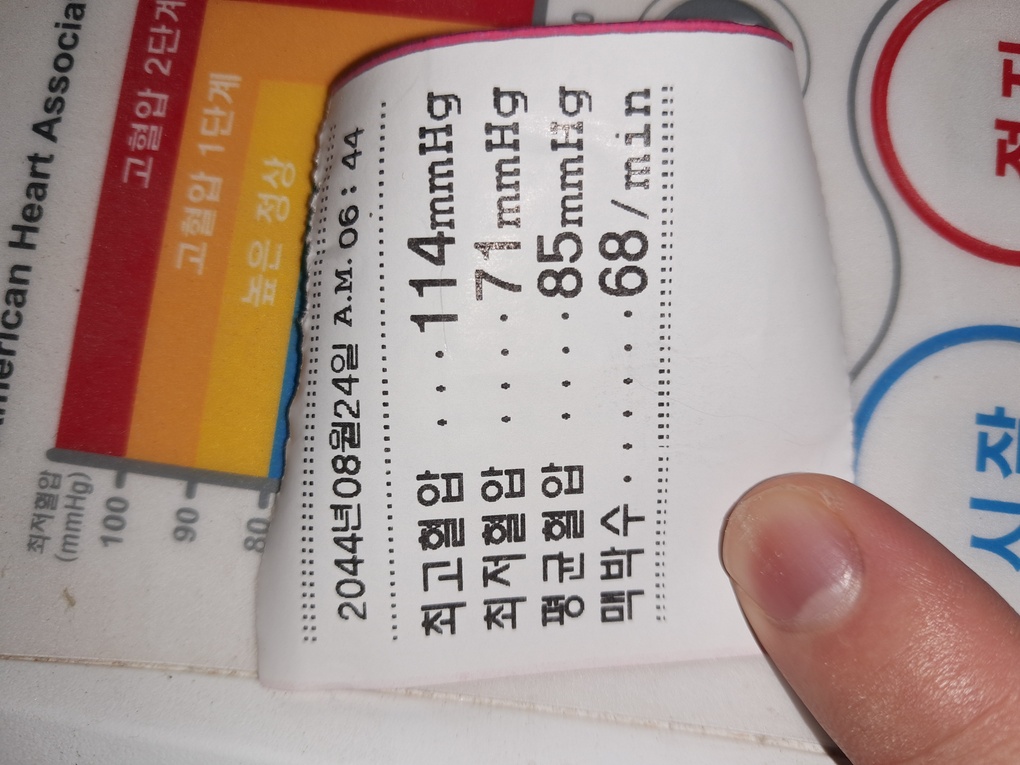 American Heart Associa
고혈압 2단계
고혈압 1단계
높은 정상
최저혈압
(mmHg)
100
90
80
2044년08월24일 A.M. 06 : 44
최고혈압 . . . 114mmHg
최저혈압 . . . 71mmHg
평균혈압 . . . 85mmHg
맥박수 . . . . . . 68/min
시작